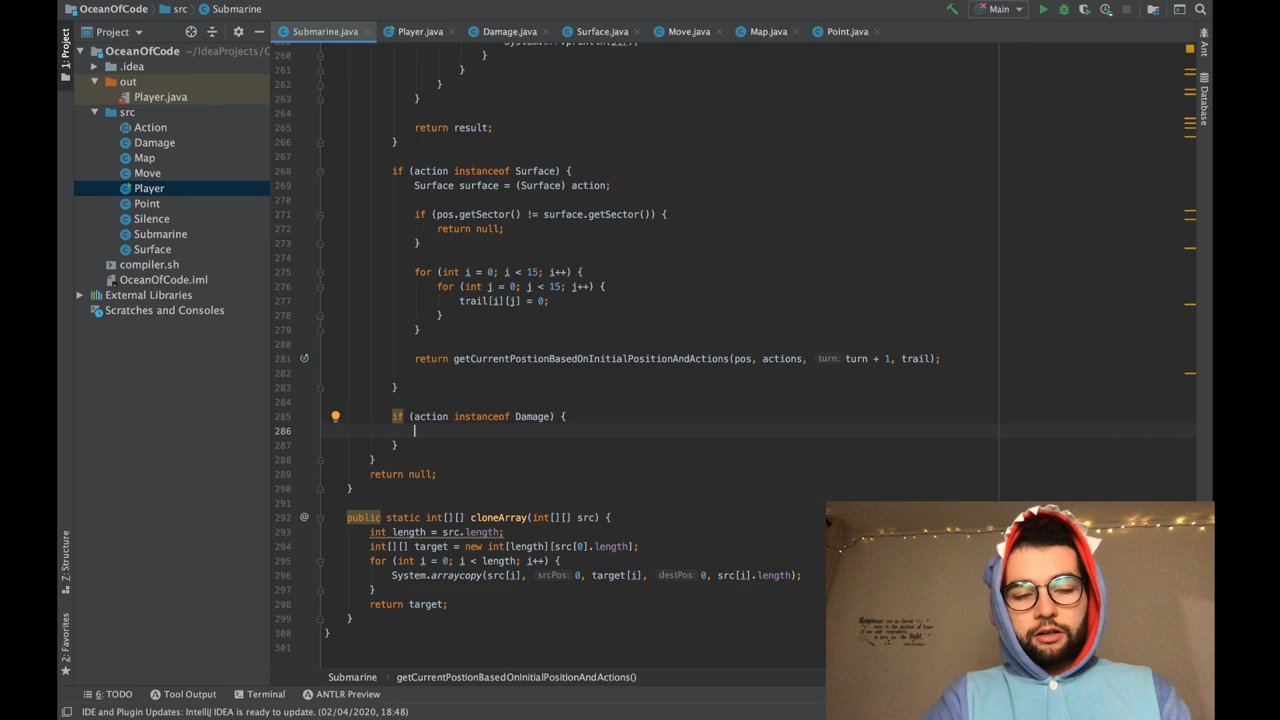 OceanOfCode
src
Submarine
Main
Project
Submarine.java
Player.java
Damage.java
Surface.java
Move.java
Map.java
Point.java
1: Project
Ant
Database
OceanOfCode ~/IdeaProjects/O
.idea
out
Player.java
src
Action
Damage
Map
Move
Player
Point
Silence
Submarine
Surface
compiler.sh
OceanOfCode.iml
External Libraries
Scratches and Consoles
260 }
261 }
262 }
263 }
264
265 return result;
266 }
267
268 if (action instanceof Surface) {
269 Surface surface = (Surface) action;
270
271 if (pos.getSector() != surface.getSector()) {
272 return null;
273 }
274
275 for (int i = 0; i < 15; i++) {
276 for (int j = 0; j < 15; j++) {
277 trail[i][j] = 0;
278 }
279 }
280
281 return getCurrentPostionBasedOnInitialPositionAndActions(pos, actions, turn: turn + 1, trail);
282
283 }
284
285 if (action instanceof Damage) {
286
287 }
288 }
289 return null;
290 }
291
292 @ public static int[][] cloneArray(int[][] src) {
293 int length = src.length;
294 int[][] target = new int[length][src[0].length];
295 for (int i = 0; i < length; i++) {
296 System.arraycopy(src[i], srcPos: 0, target[i], destPos: 0, src[i].length);
297 }
298 return target;
299 }
300 }
301
Z: Structure
2: Favorites
Submarine
getCurrentPostionBasedOnInitialPositionAndActions()
6: TODO
Tool Output
Terminal
ANTLR Preview
IDE and Plugin Updates: IntelliJ IDEA is ready to update. (02/04/2020, 18:48)